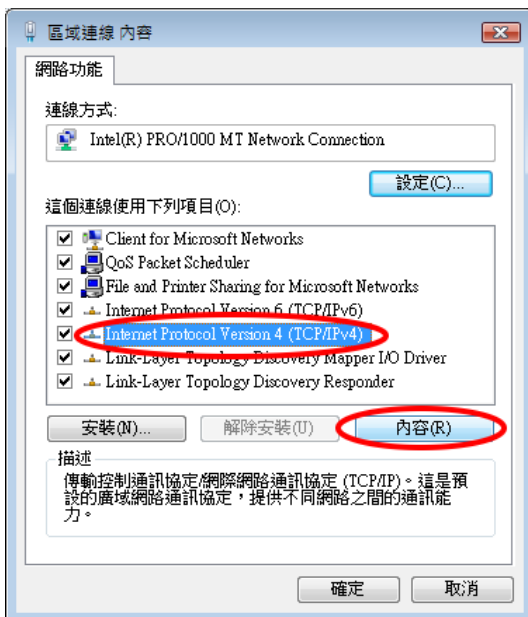 區域連線 內容
網路功能
連線方式:
Intel(R) PRO/1000 MT Network Connection
設定(C)...
這個連線使用下列項目(O):
Client for Microsoft Networks
QoS Packet Scheduler
File and Printer Sharing for Microsoft Networks
Internet Protocol Version 6 (TCP/IPv6)
Internet Protocol Version 4 (TCP/IPv4)
Link-Layer Topology Discovery Mapper I/O Driver
Link-Layer Topology Discovery Responder
安裝(N)... 解除安裝(U) 內容(R)
描述
傳輸控制通訊協定/網際網路通訊協定 (TCP/IP)。這是預
設的廣域網路通訊協定，提供不同網路之間的通訊能
力。
確定 取消